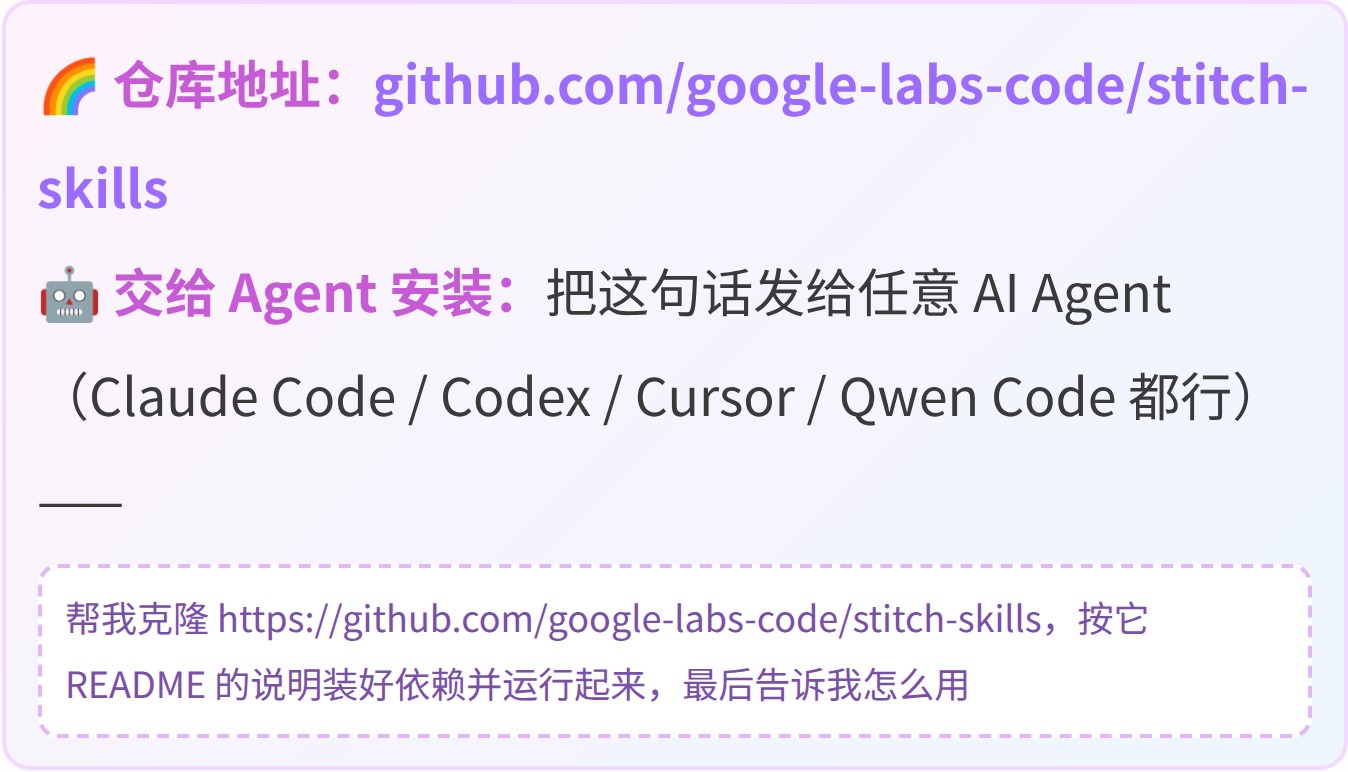 🌈 仓库地址：github.com/google-labs-code/stitch-
skills
🤖 交给 Agent 安装：把这句话发给任意 AI Agent
（Claude Code / Codex / Cursor / Qwen Code 都行）
——
帮我克隆 https://github.com/google-labs-code/stitch-skills，按它
README 的说明装好依赖并运行起来，最后告诉我怎么用